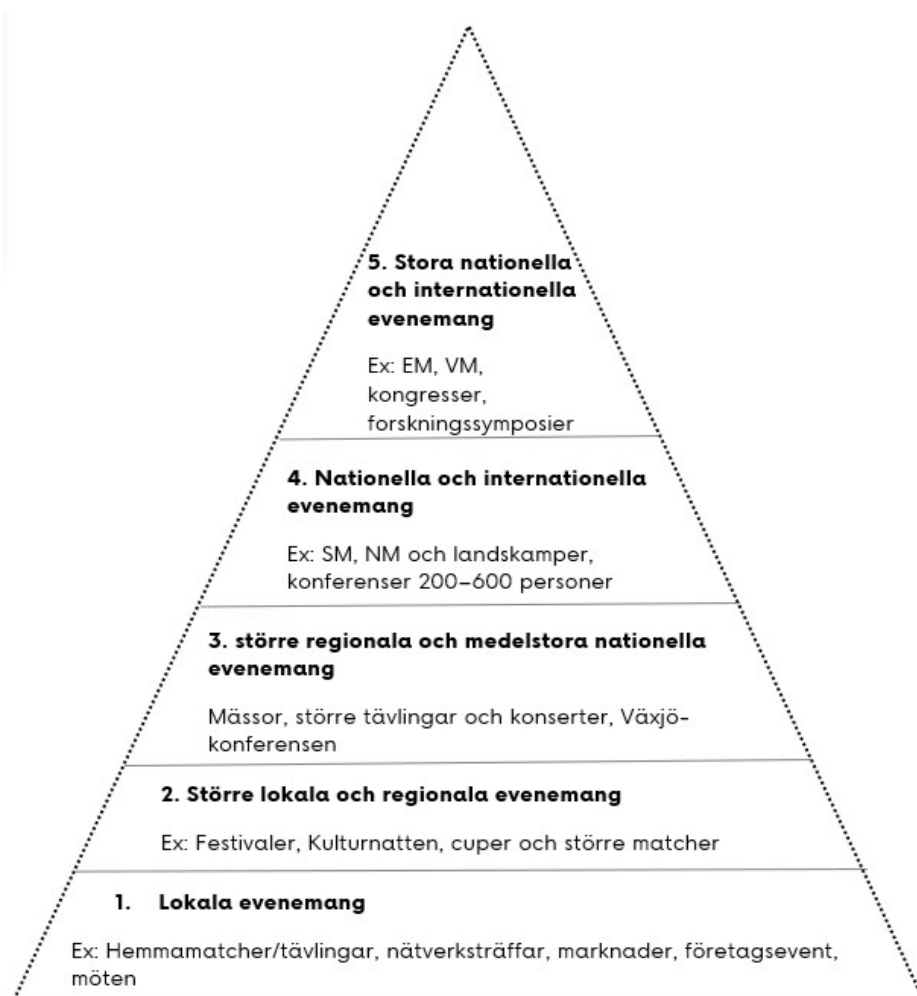 5. Stora nationella
och internationella
evenemang
Ex: EM, VM,
kongresser,
forskningssymposier
4. Nationella och internationella
evenemang
Ex: SM, NM och landskamper,
konferenser 200–600 personer
3. större regionala och medelstora nationella
evenemang
Mässor, större tävlingar och konserter, Växjö-
konferensen
2. Större lokala och regionala evenemang
Ex: Festivaler, Kulturnatten, cuper och större matcher
1. Lokala evenemang
Ex: Hemmamatcher/tävlingar, nätverksträffar, marknader, företagsevent,
möten